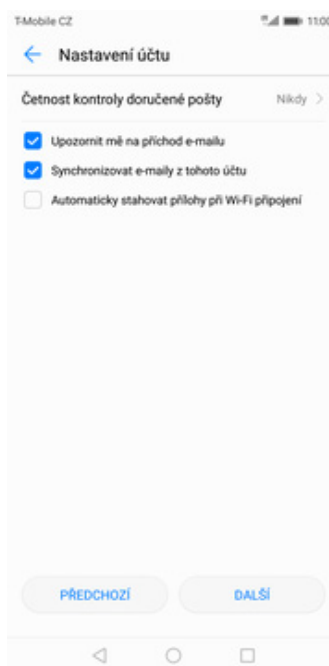 T-Mobile CZ 11:00
Nastavení účtu
Četnost kontroly doručené pošty Nikdy
Upozornit mě na příchod e-mailu
Synchronizovat e-maily z tohoto účtu
Automaticky stahovat přílohy při Wi-Fi připojení
PŘEDCHOZÍ DALŠÍ